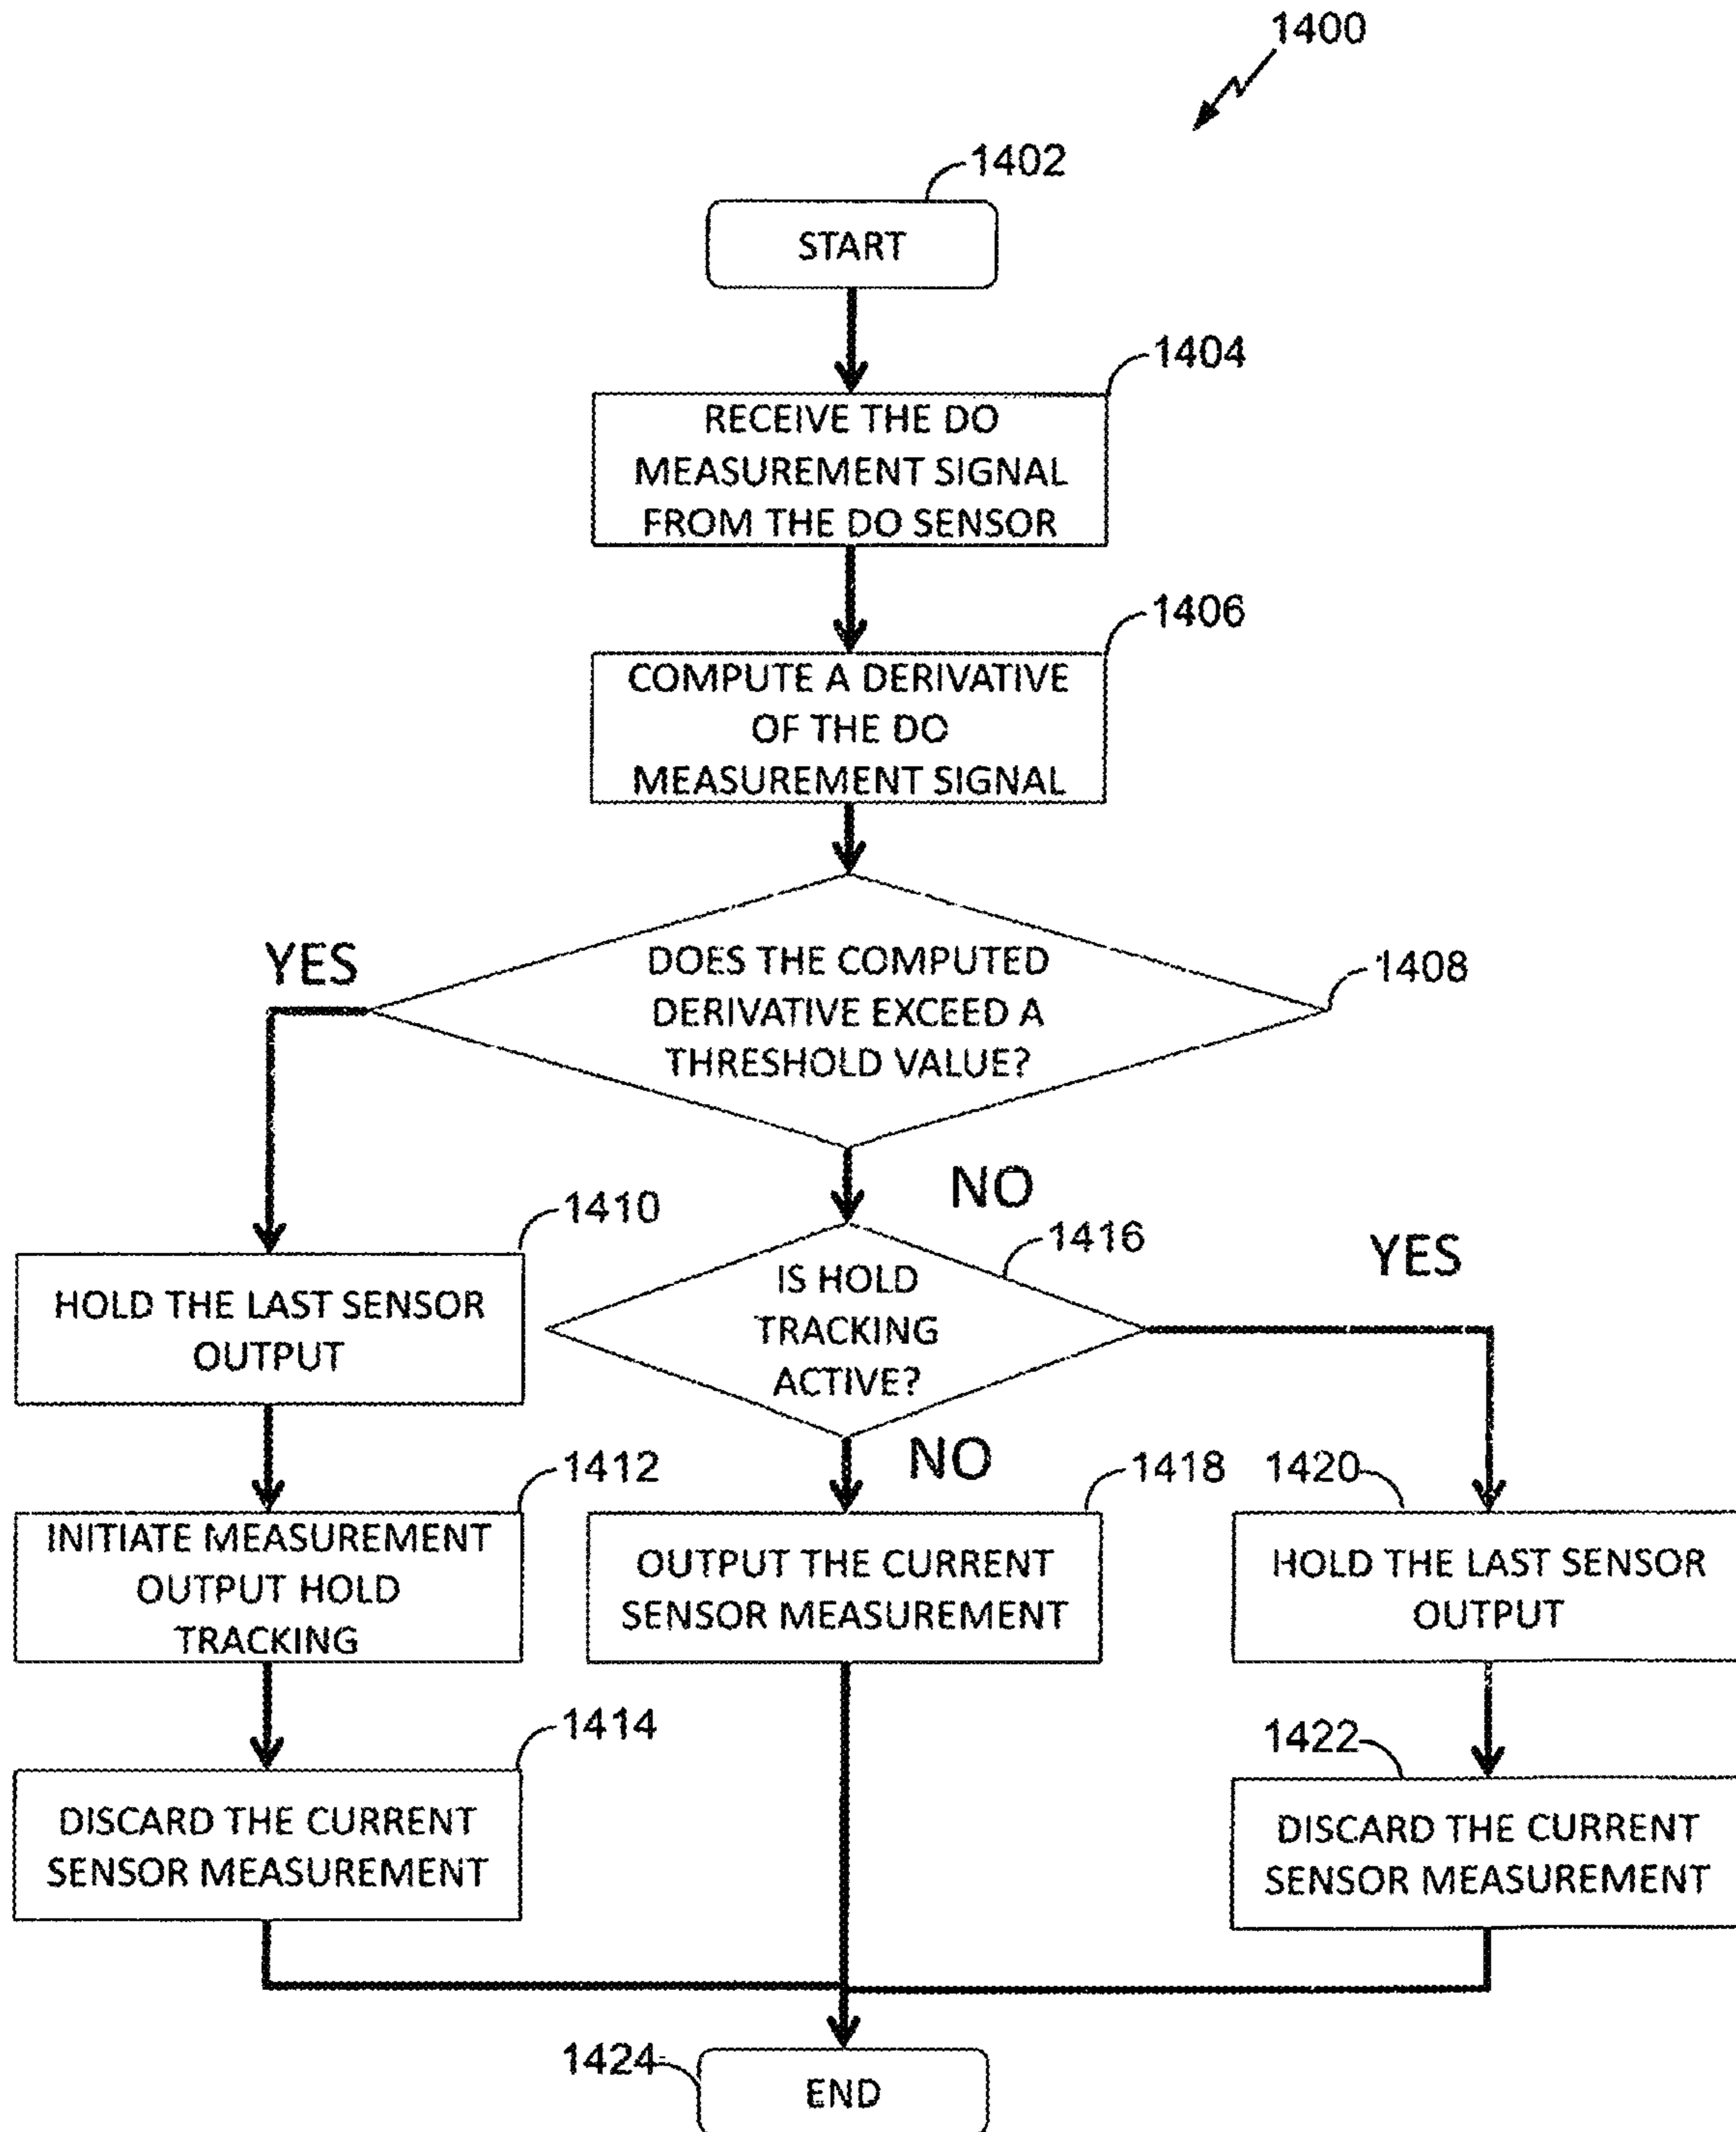 1400
1402
START
1404
RECEIVE THE DO
MEASUREMENT SIGNAL
FROM THE DO SENSOR
1406
COMPUTE A DERIVATIVE
OF THE DO
MEASUREMENT SIGNAL
YES
DOES THE COMPUTED
DERIVATIVE EXCEED A
THRESHOLD VALUE?
1408
NO
1410
HOLD THE LAST SENSOR
OUTPUT
1416
IS HOLD
TRACKING
ACTIVE?
YES
NO
1412
INITIATE MEASUREMENT
OUTPUT HOLD
TRACKING
1418
OUTPUT THE CURRENT
SENSOR MEASUREMENT
1420
HOLD THE LAST SENSOR
OUTPUT
1414
DISCARD THE CURRENT
SENSOR MEASUREMENT
1422
DISCARD THE CURRENT
SENSOR MEASUREMENT
1424
END